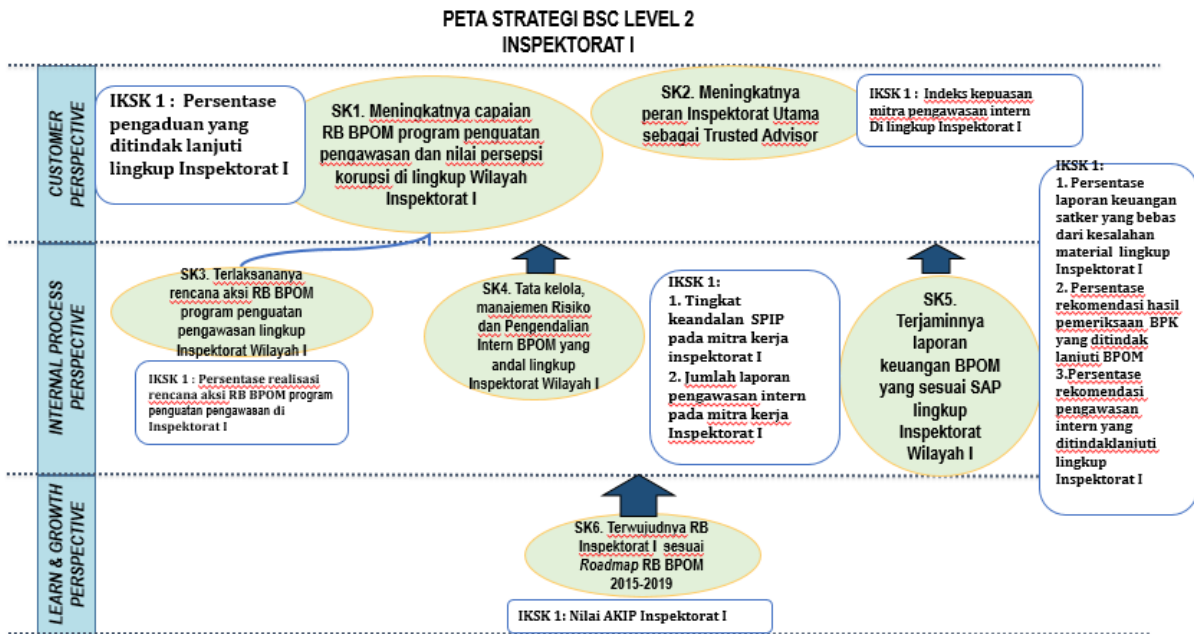 PETA STRATEGI BSC LEVEL 2
INSPEKTORAT I
CUSTOMER
PERSPECTIVE
IKSK 1 : Persentase
pengaduan yang
ditindak lanjuti
lingkup Inspektorat I
SK1. Meningkatnya capaian
RB BPOM program penguatan
pengawasan dan nilai persepsi
korupsi di lingkup Wilayah
Inspektorat I
SK2. Meningkatnya
peran Inspektorat Utama
sebagai Trusted Advisor
IKSK 1 : Indeks kepuasan
mitra pengawasan intern
Di lingkup Inspektorat I
INTERNAL PROCESS
PERSPECTIVE
SK3. Terlaksananya
rencana aksi RB BPOM
program penguatan
pengawasan lingkup
Inspektorat Wilayah I
IKSK 1 : Persentase realisasi
rencana aksi RB BPOM program
penguatan pengawaaan di
Inspektorat I
SK4. Tata kelola,
manajemen Risiko
dan Pengendalian
Intern BPOM yang
andal lingkup
Inspektorat Wilayah I
IKSK 1:
1. Tingkat
keandalan SPIP
pada mitra kerja
inspektorat I
2. Jumlah laporan
pengawasan intern
pada mitra kerja
Inspektorat I
SK5.
Terjaminnya
laporan
keuangan BPOM
yang sesuai SAP
lingkup
Inspektorat
Wilayah I
IKSK 1:
1. Persentase
laporan keuangan
satker yang bebas
dari kesalahan
material lingkup
Inspektorat I
2. Persentase
rekomendasi hasil
pemeriksaan BPK
yang ditindak
lanjuti BPOM
3.Persentase
rekomendasi
pengawasan
intern yang
ditindaklanjuti
lingkup
Inspektorat I
LEARN & GROWTH
PERSPECTIVE
SK6. Terwujudnya RB
Inspektorat I sesuai
Roadmap RB BPOM
2015-2019
IKSK 1: Nilai AKIP Inspektorat I